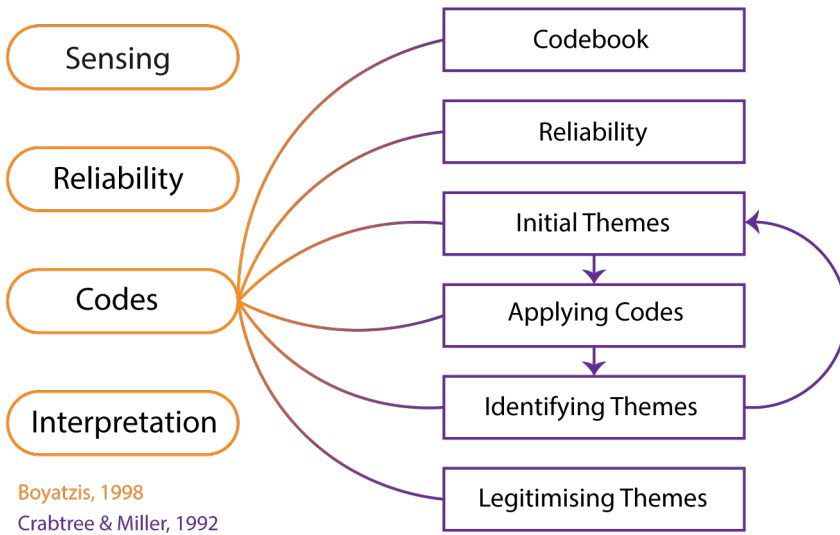 Sensing
Reliability
Codes
Interpretation
Boyatzis, 1998
Crabtree & Miller, 1992
Codebook
Reliability
Initial Themes
Applying Codes
Identifying Themes
Legitimising Themes